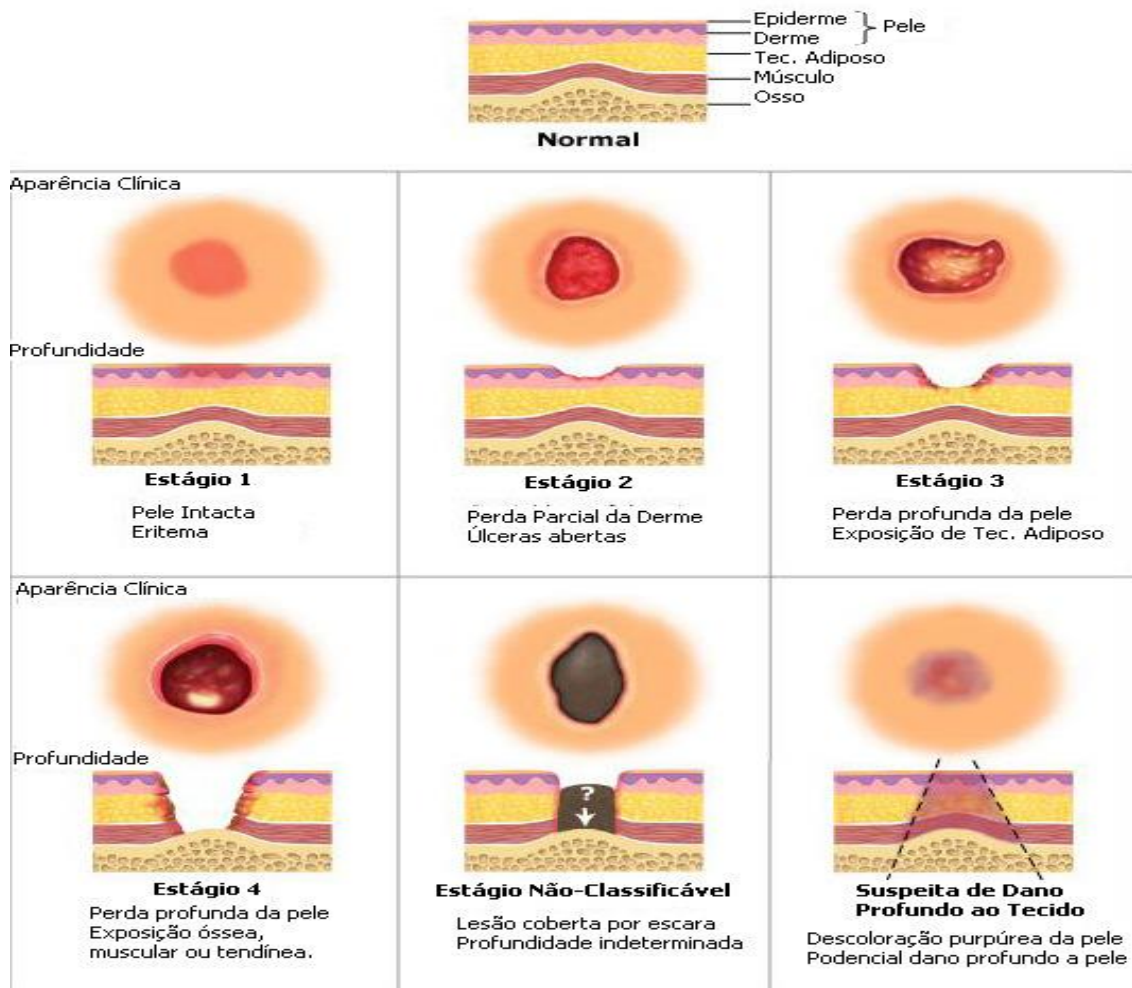 Epiderme
Derme
Pele
Tec. Adiposo
Músculo
Osso
Normal
Aparência Clínica
Profundidade
Estágio 1
Pele Intacta
Eritema
Estágio 2
Perda Parcial da Derme
Úlceras abertas
Estágio 3
Perda profunda da pele
Exposição de Tec. Adiposo
Aparência Clínica
Profundidade
Estágio 4
Perda profunda da pele
Exposição óssea,
muscular ou tendínea.
?
Estágio Não-Classificável
Lesão coberta por escara
Profundidade indeterminada
Suspeita de Dano
Profundo ao Tecido
Descoloração purpúrea da pele
Podencial dano profundo a pele